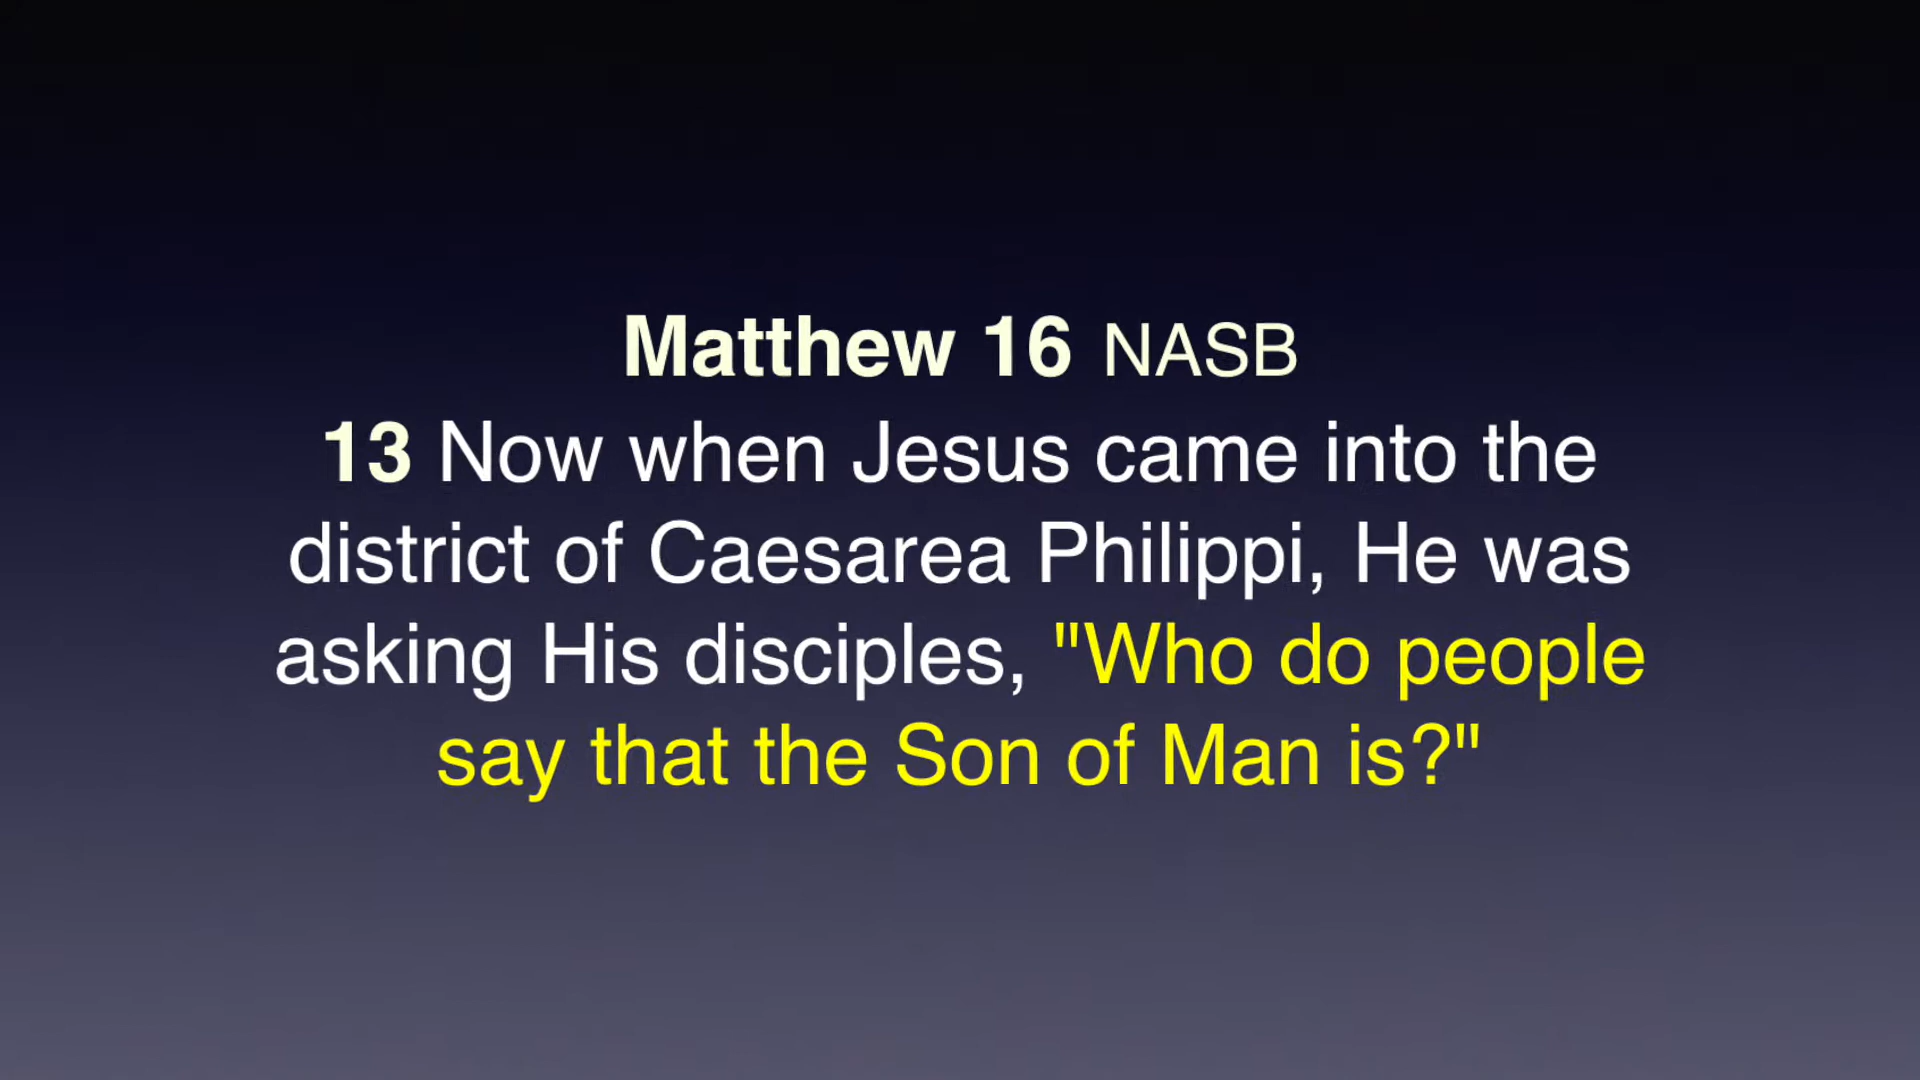 Matthew 16 NASB
13 Now when Jesus came into the
district of Caesarea Philippi, He was
asking His disciples, "Who do people
say that the Son of Man is?"